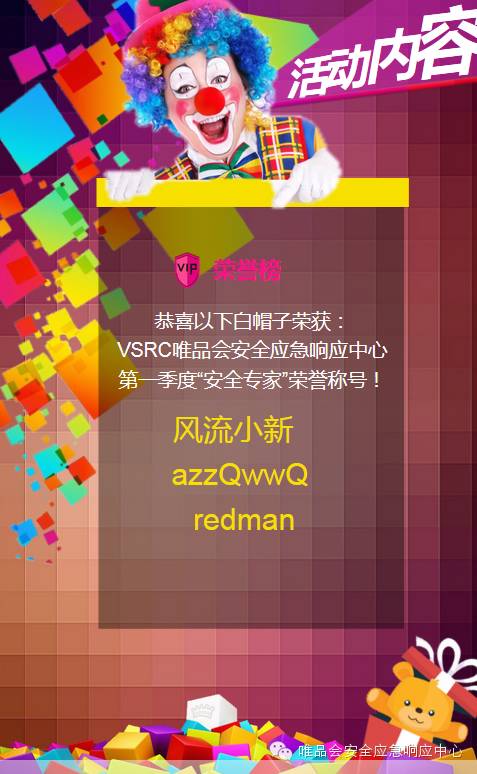 活动内容
VIP 荣誉榜
恭喜以下白帽子荣获：
VSRC唯品会安全应急响应中心
第一季度“安全专家”荣誉称号！
风流小新
azzQwwQ
redman
唯品会安全应急响应中心